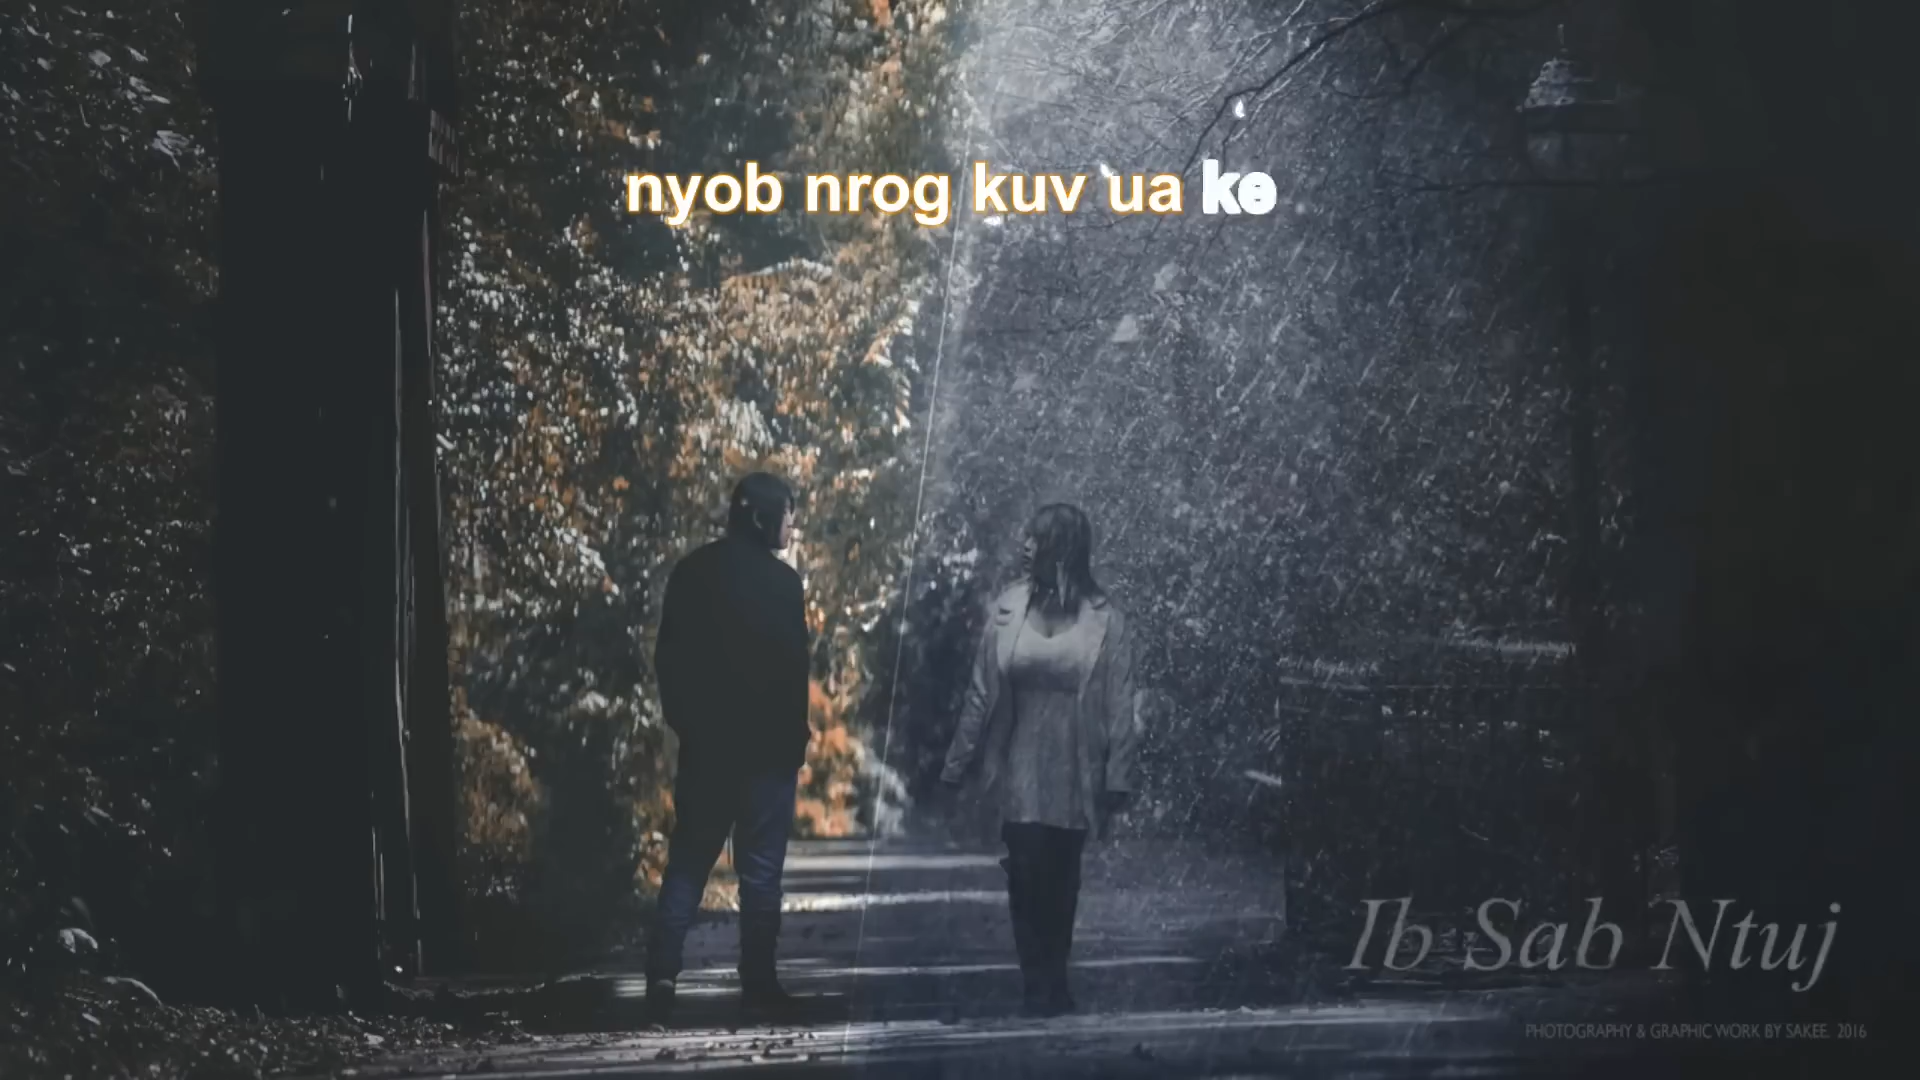 nyob nrog kuv ua ke
Ib Sab Ntuj
PHOTOGRAPHY & GRAPHIC WORK BY SAKEE. 2016